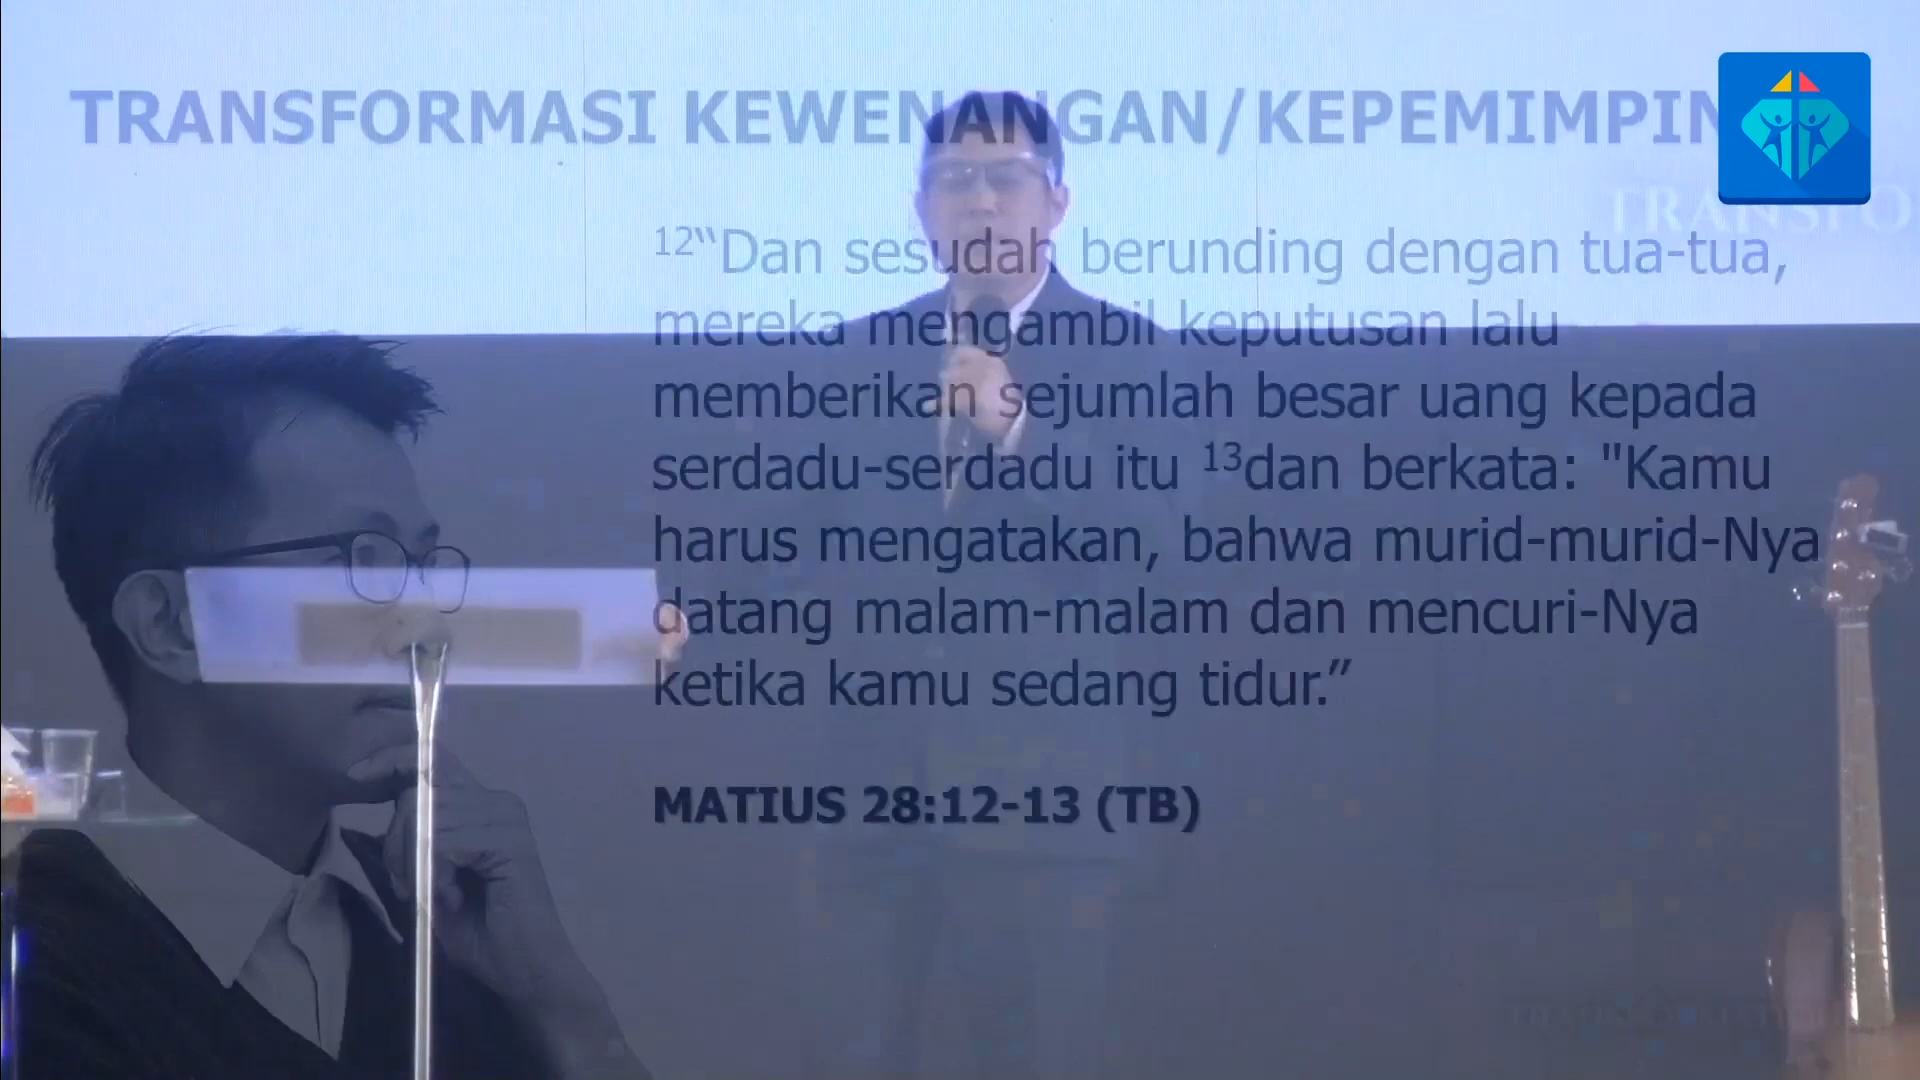 TRANSFORMASI KEWENANGAN/KEPEMIMPIN
TRANSFO
¹²“Dan sesudah berunding dengan tua-tua,
mereka mengambil keputusan lalu
memberikan sejumlah besar uang kepada
serdadu-serdadu itu ¹³dan berkata: "Kamu
harus mengatakan, bahwa murid-murid-Nya
datang malam-malam dan mencuri-Nya
ketika kamu sedang tidur.”
MATIUS 28:12-13 (TB)